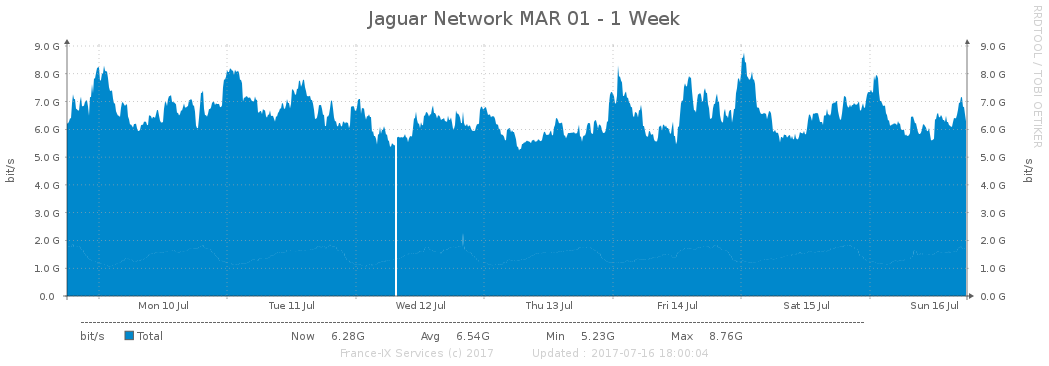 Jaguar Network MAR 01 - 1 Week
RRDTOOL / TOBI OETIKER
bit/s
9.0 G 9.0 G
8.0 G 8.0 G
7.0 G 7.0 G
6.0 G 6.0 G
5.0 G 5.0 G
4.0 G 4.0 G
3.0 G 3.0 G
2.0 G 2.0 G
1.0 G 1.0 G
0.0 0.0 G
bit/s
Mon 10 Jul Tue 11 Jul Wed 12 Jul Thu 13 Jul Fri 14 Jul Sat 15 Jul Sun 16 Jul
bit/s Total Now 6.28G Avg 6.54G Min 5.23G Max 8.76G
France-IX Services (c) 2017 Updated : 2017-07-16 18:00:04